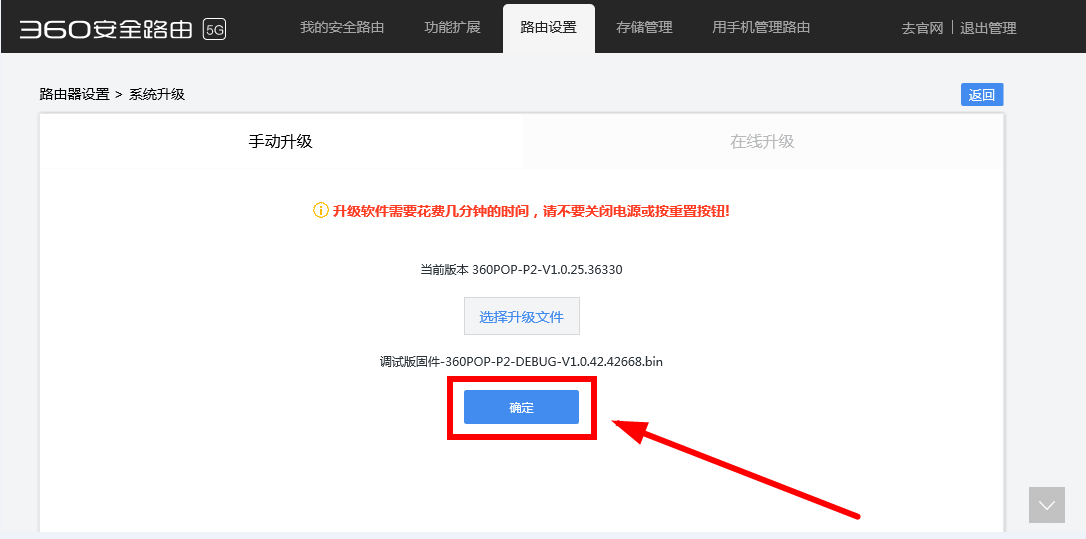 360安全路由 5G 我的安全路由 功能扩展 路由设置 存储管理 用手机管理路由 去官网 | 退出管理
路由器设置 > 系统升级 返回
手动升级 在线升级
升级软件需要花费几分钟的时间，请不要关闭电源或按重置按钮!
当前版本 360POP-P2-V1.0.25.36330
选择升级文件
调试版固件-360POP-P2-DEBUG-V1.0.42.42668.bin
确定